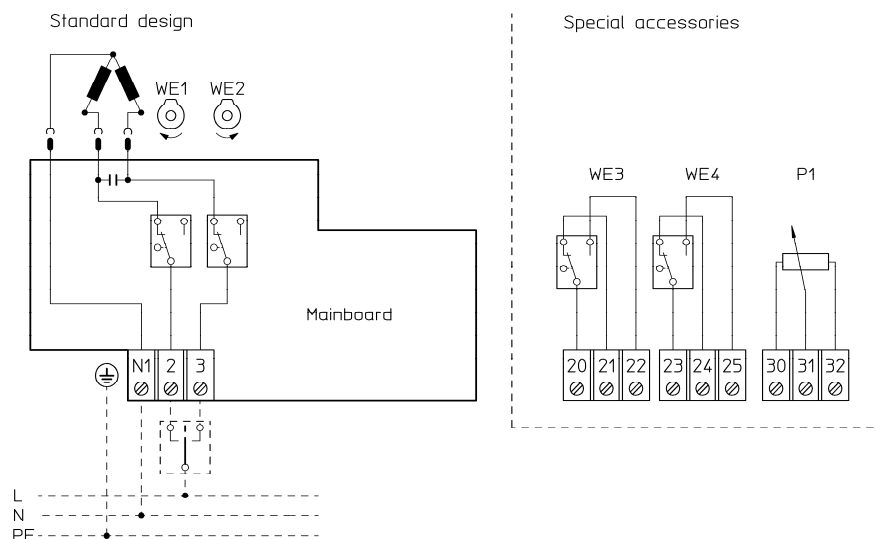 Standard design
Special accessories
WE1 WE2
WE3 WE4 P1
Mainboard
N1 2 3
20 21 22 23 24 25 30 31 32
L
N
PE